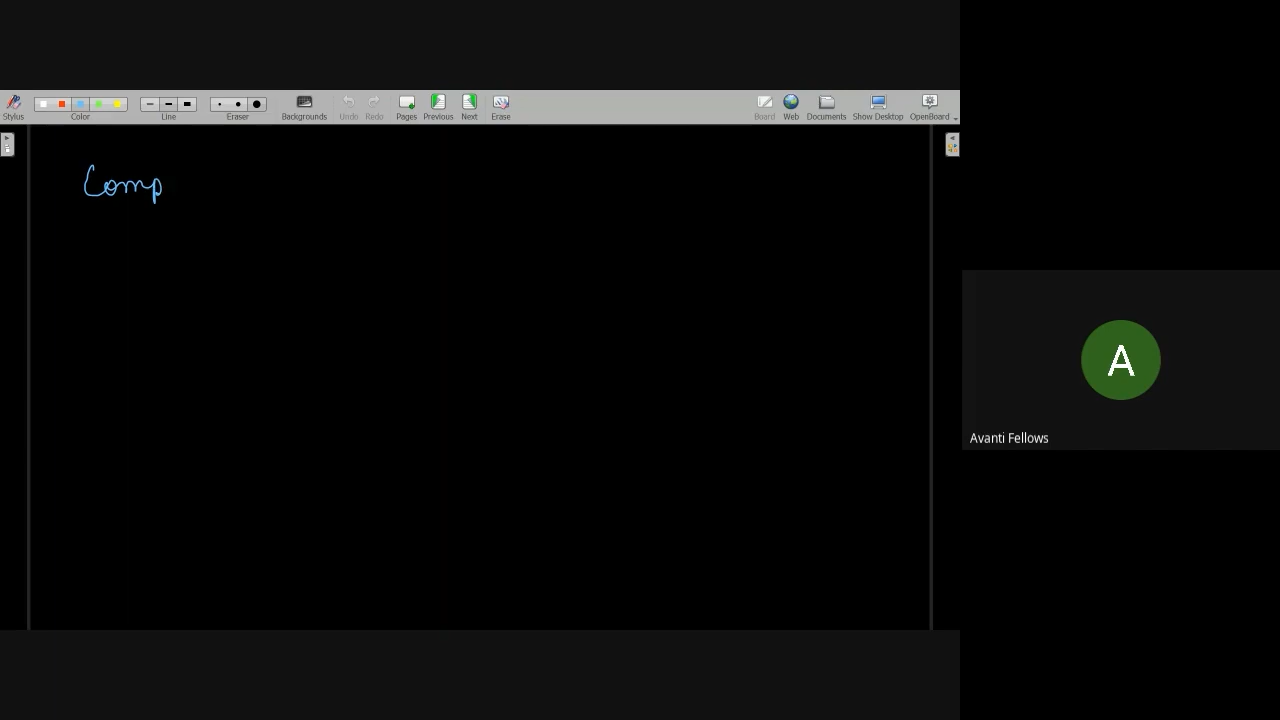 Stylus Color Line Eraser Backgrounds Undo Redo Pages Previous Next Erase Board Web Documents Show Desktop OpenBoard
Comp
A
Avanti Fellows